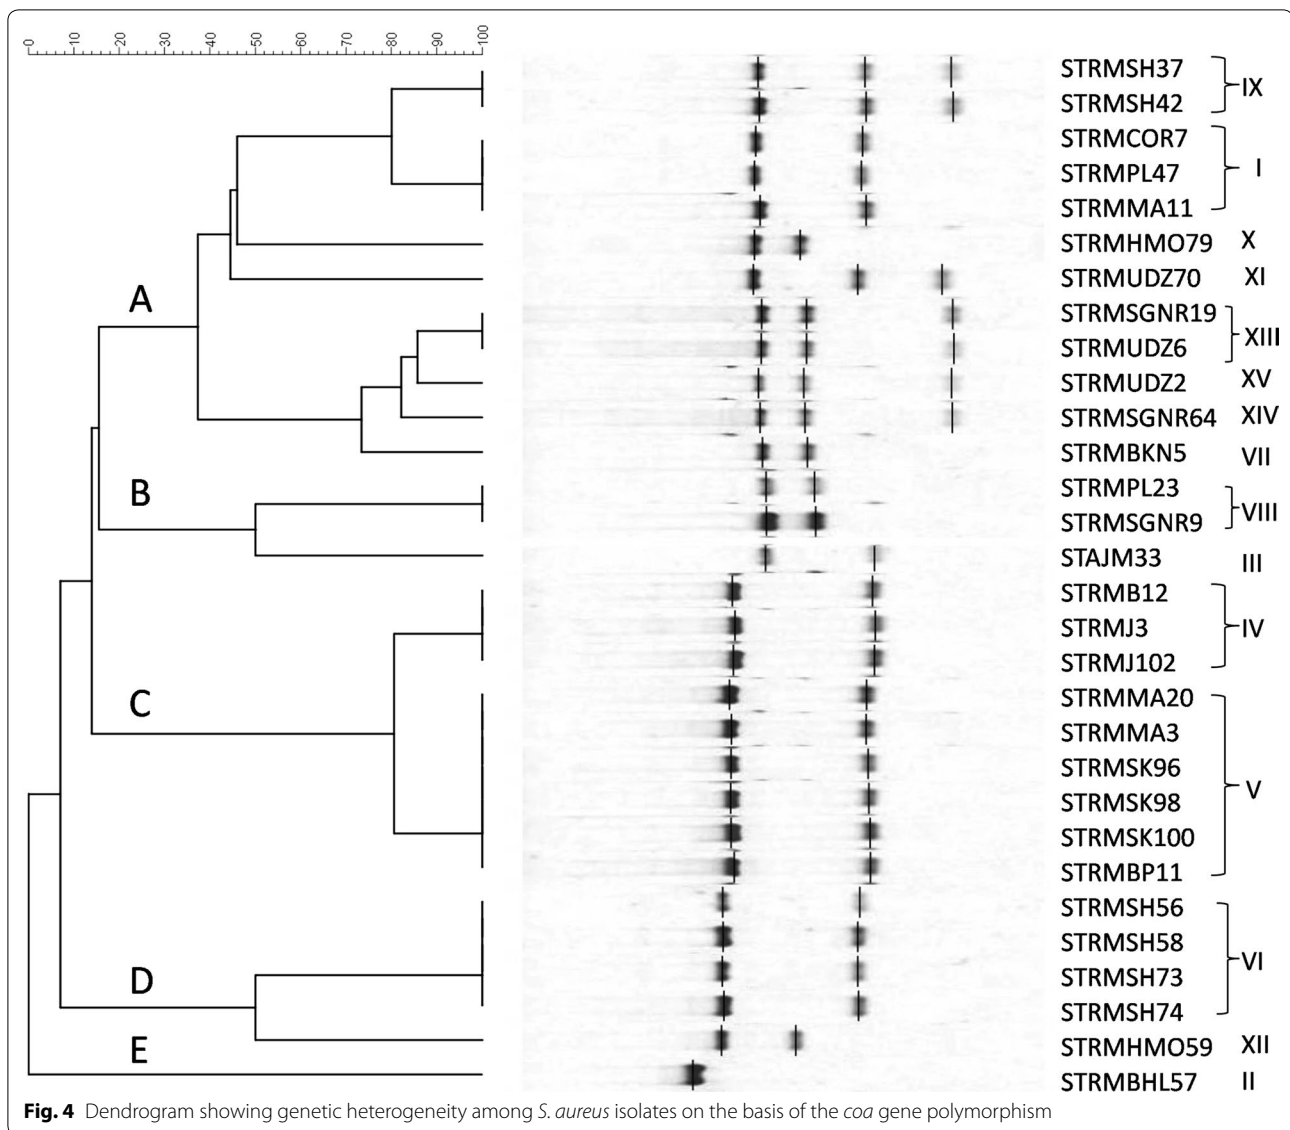 0 10 20 30 40 50 60 70 80 90 100
STRMSH37
STRMSH42
IX
STRMCOR7
STRMPL47
STRMMA11
I
STRMHMO79 X
STRMUDZ70 XI
A
STRMSGNR19
STRMUDZ6
XIII
STRMUDZ2 XV
STRMSGNR64 XIV
STRMBKN5 VII
B
STRMPL23
STRMSGNR9
VIII
STAJM33 III
STRMB12
STRMJ3
STRMJ102
IV
C
STRMMA20
STRMMA3
STRMSK96
STRMSK98
STRMSK100
STRMBP11
V
STRMSH56
STRMSH58
STRMSH73
STRMSH74
VI
D
STRMHMO59 XII
E
STRMBHL57 II
Fig. 4 Dendrogram showing genetic heterogeneity among S. aureus isolates on the basis of the coa gene polymorphism